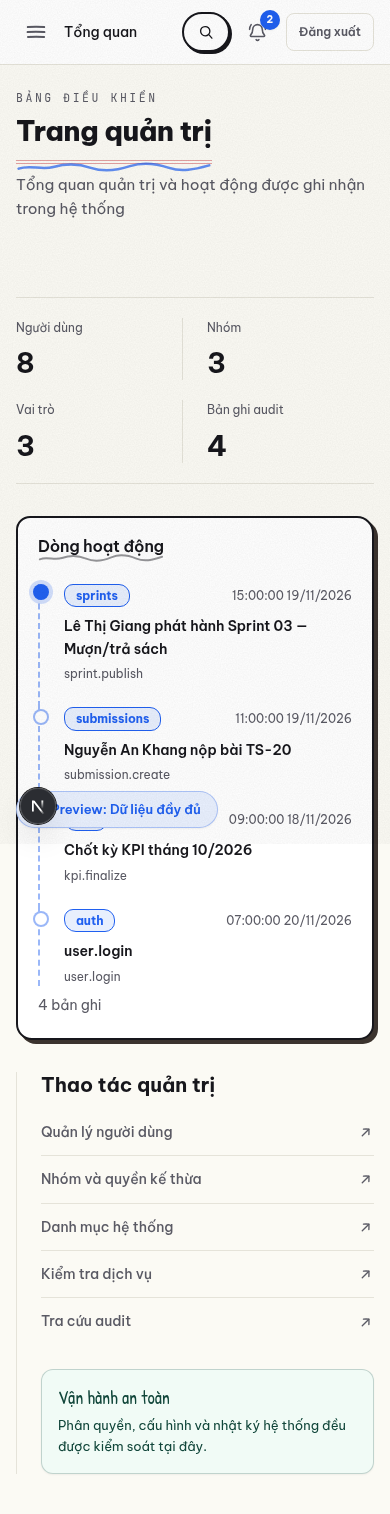 Tổng quan
2
Đăng xuất
BẢNG ĐIỀU KHIỂN
Trang quản trị
Tổng quan quản trị và hoạt động được ghi nhận
trong hệ thống
Người dùng
Nhóm
8
3
Vai trò
Bản ghi audit
3
4
Dòng hoạt động
sprints
15:00:00 19/11/2026
Lê Thị Giang phát hành Sprint 03 —
Mượn/trả sách
sprint.publish
submissions
11:00:00 19/11/2026
Nguyễn An Khang nộp bài TS-20
submission.create
N
Preview: Dữ liệu đầy đủ
09:00:00 18/11/2026
Chốt kỳ KPI tháng 10/2026
kpi.finalize
auth
07:00:00 20/11/2026
user.login
user.login
4 bản ghi
Thao tác quản trị
Quản lý người dùng
Nhóm và quyền kế thừa
Danh mục hệ thống
Kiểm tra dịch vụ
Tra cứu audit
Vận hành an toàn
Phân quyền, cấu hình và nhật ký hệ thống đều
được kiểm soát tại đây.